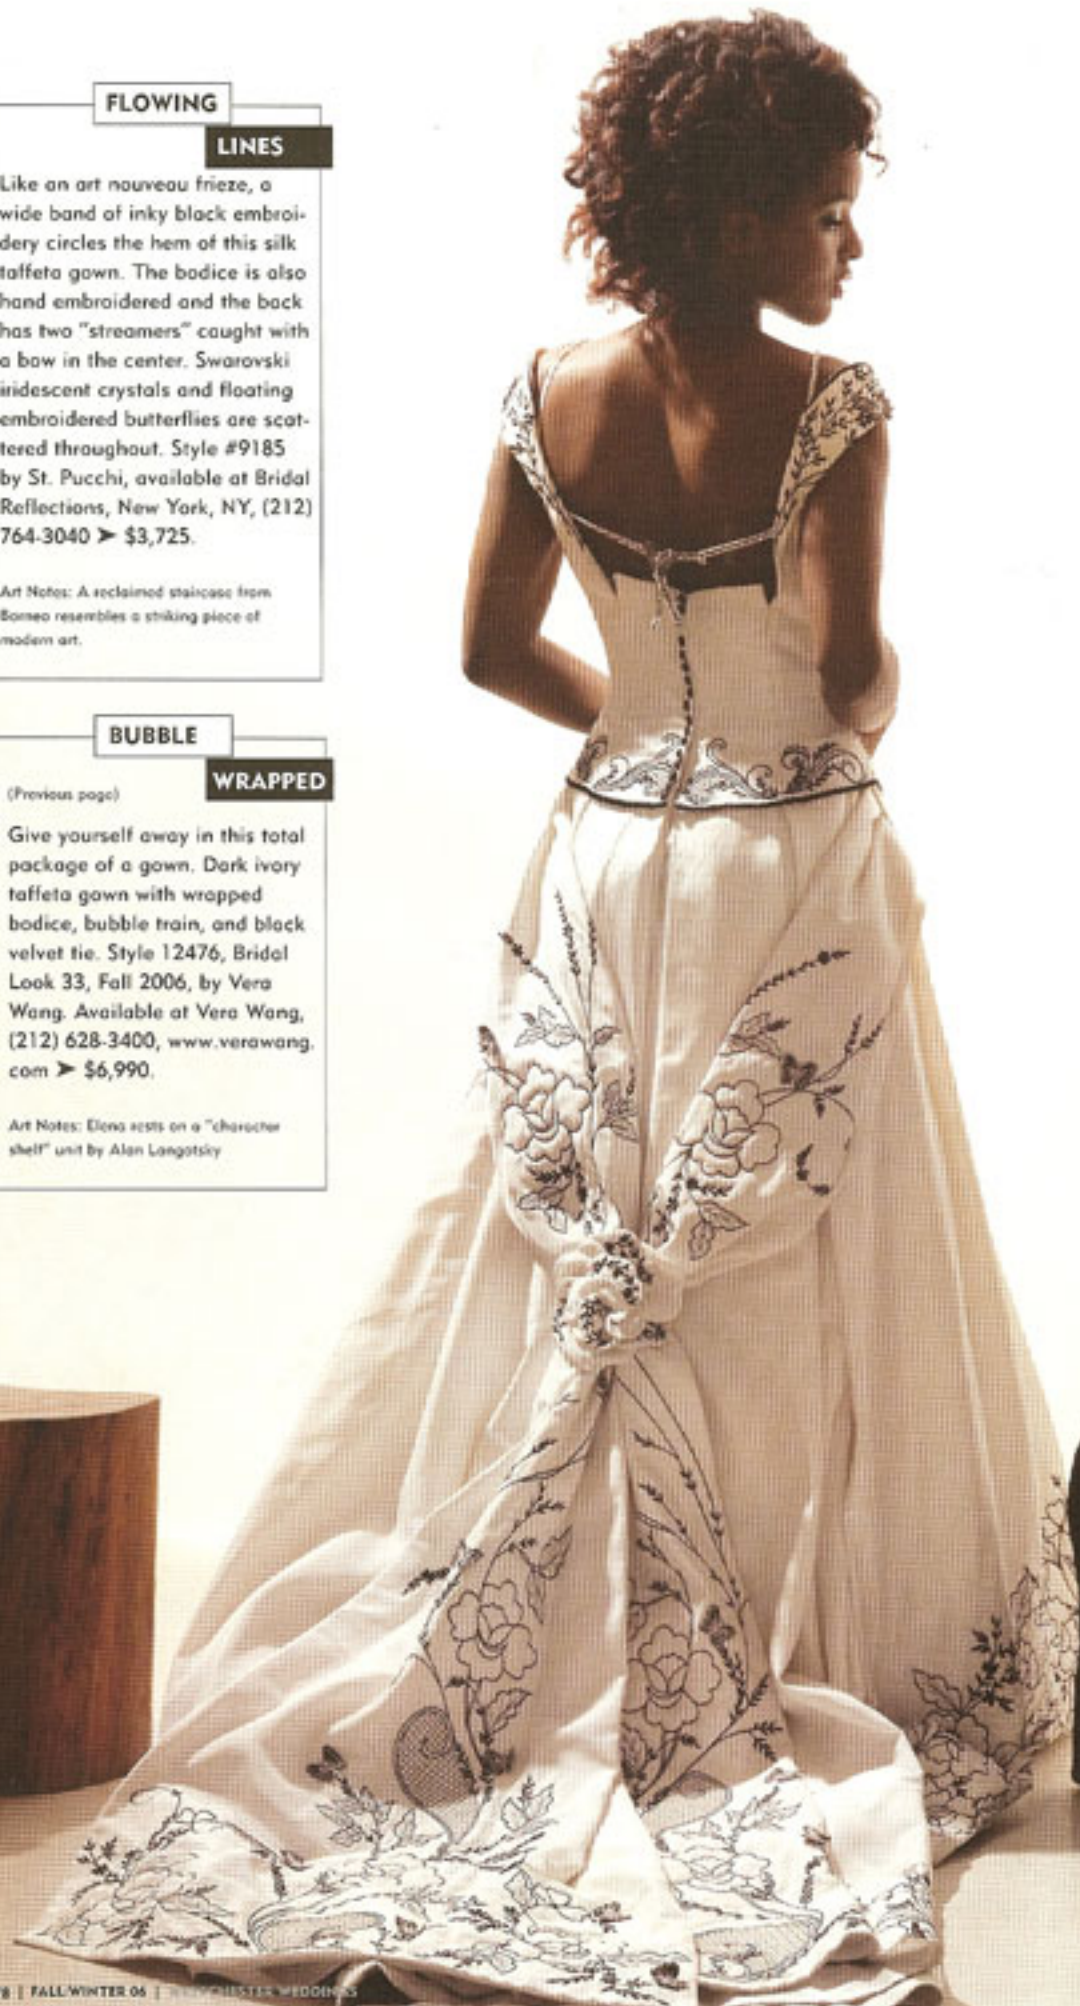 FLOWING
LINES
Like an art nouveau frieze, a
wide band of inky black embroi-
dery circles the hem of this silk
taffeta gown. The bodice is also
hand embroidered and the back
has two "streamers" caught with
a bow in the center. Swarovski
iridescent crystals and floating
embroidered butterflies are scat-
tered throughout. Style #9185
by St. Pucchi, available at Bridal
Reflections, New York, NY, (212)
764-3040 ➤ $3,725.
Art Notes: A reclaimed staircase from
Borneo resembles a striking piece of
modern art.
BUBBLE
WRAPPED
(Previous page)
Give yourself away in this total
package of a gown. Dark ivory
taffeta gown with wrapped
bodice, bubble train, and black
velvet tie. Style 12476, Bridal
Look 33, Fall 2006, by Vera
Wang. Available at Vera Wang,
(212) 628-3400, www.verawang.
com ➤ $6,990.
Art Notes: Elena rests on a "character
shelf" unit by Alan Langotsky
8 | FALL/WINTER 06 | WESTCHESTER WEDDINGS